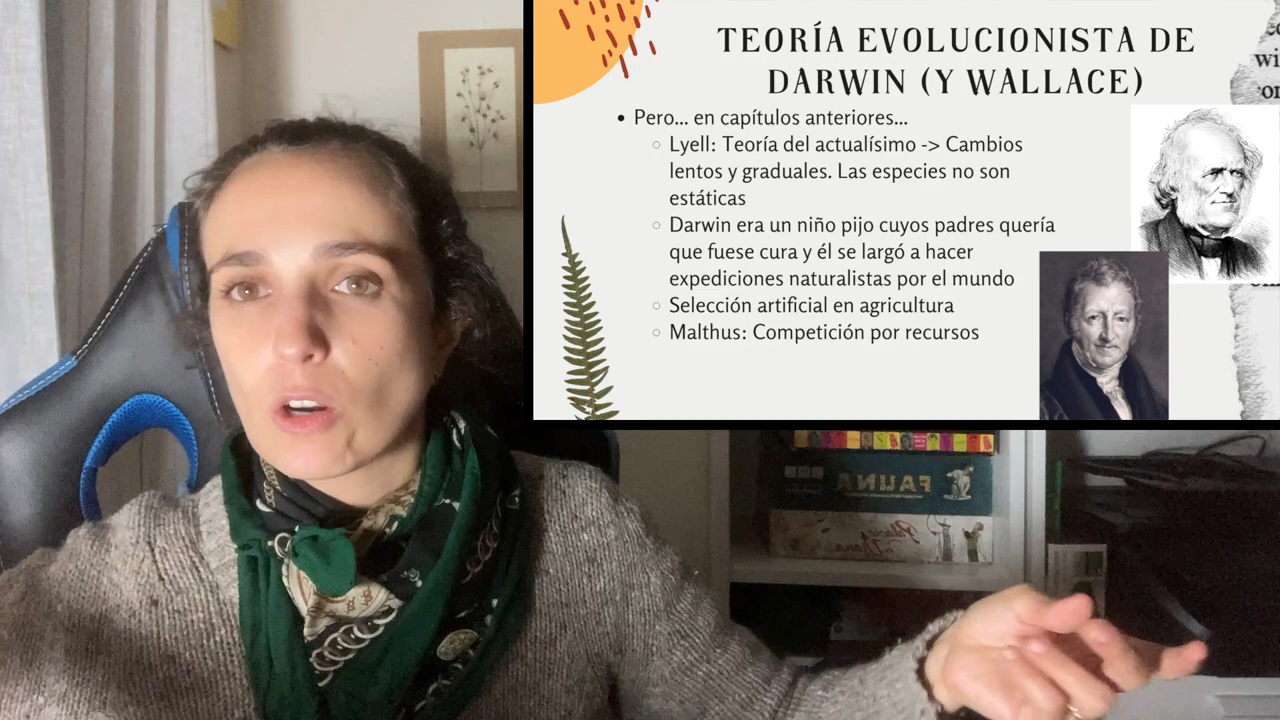 TEORÍA EVOLUCIONISTA DE
DARWIN (Y WALLACE)
Pero... en capítulos anteriores...
Lyell: Teoría del actualísimo -> Cambios
lentos y graduales. Las especies no son
estáticas
Darwin era un niño pijo cuyos padres quería
que fuese cura y él se largó a hacer
expediciones naturalistas por el mundo
Selección artificial en agricultura
Malthus: Competición por recursos
FAUNA